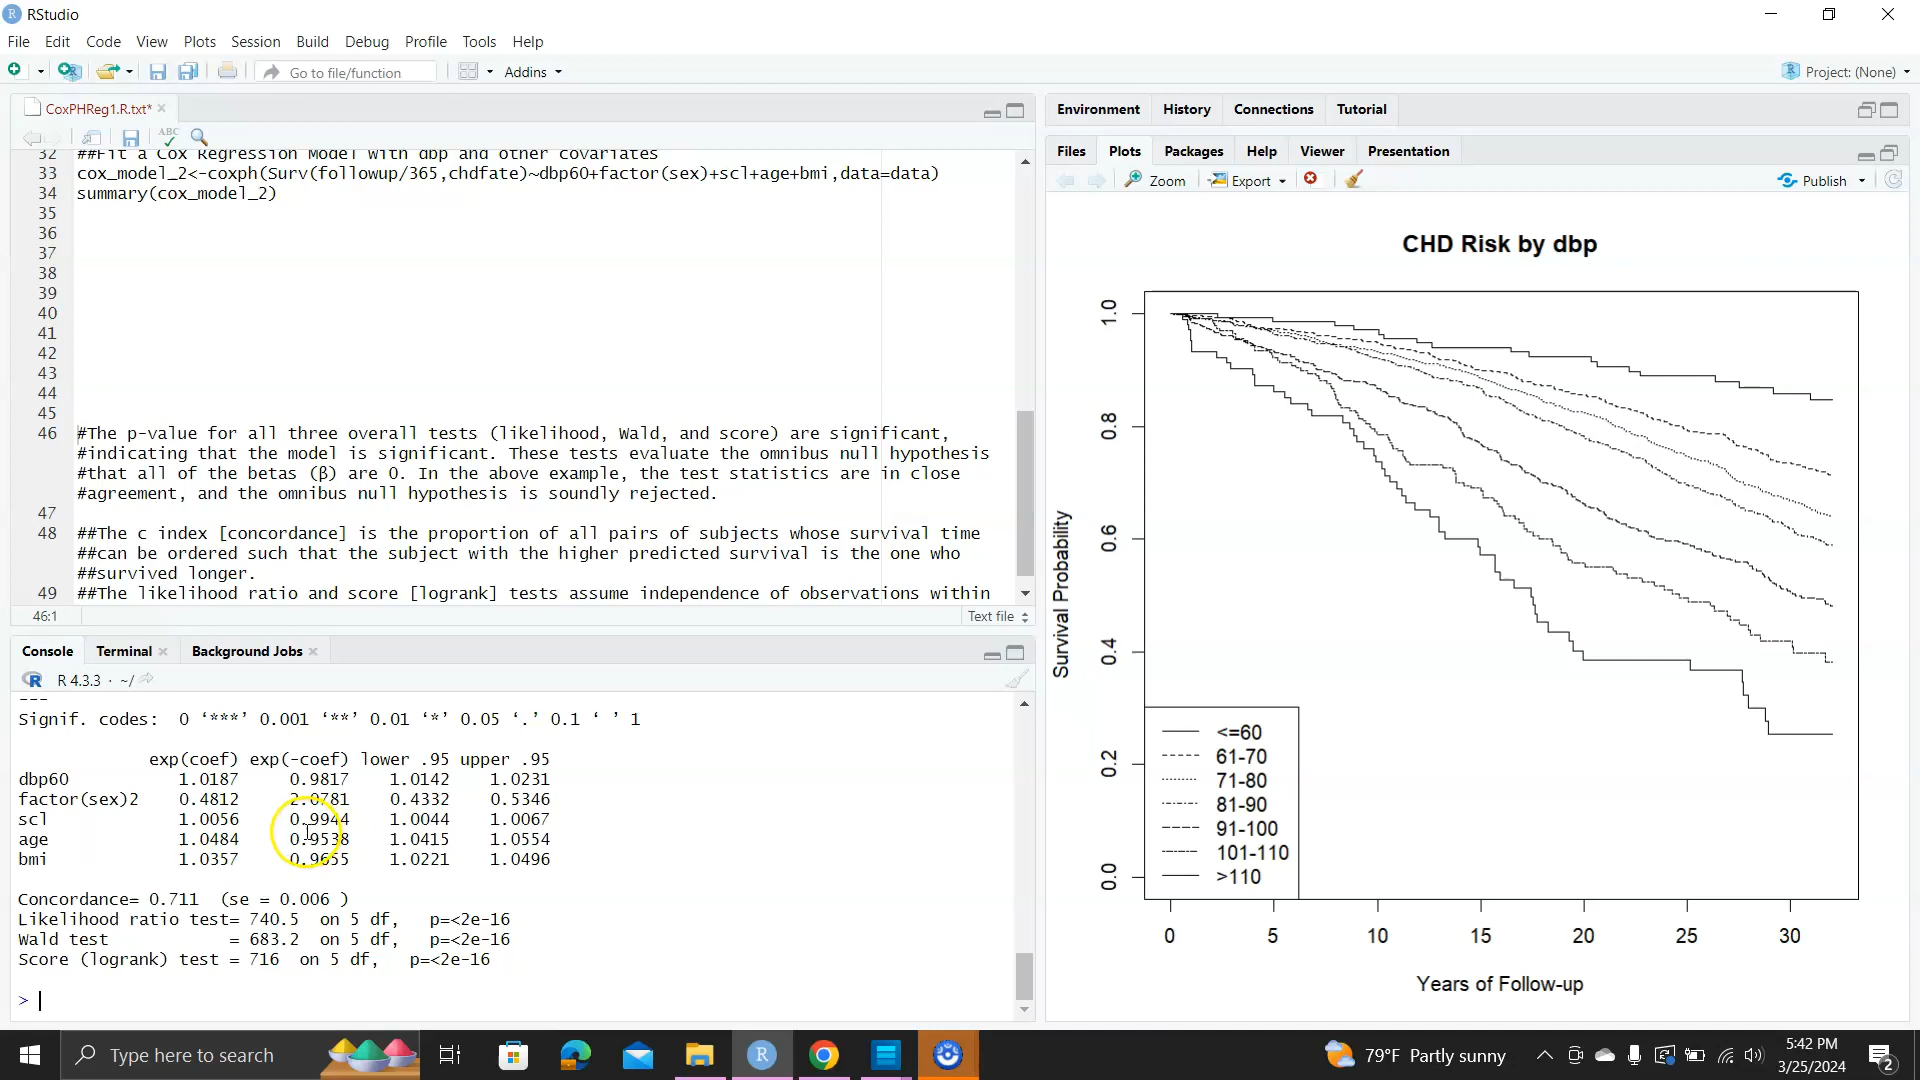 RStudio
File Edit Code View Plots Session Build Debug Profile Tools Help
Go to file/function Addins Project: (None)
CoxPHReg1.R.txt*
ABC
32 ##Fit a Cox Regression Model with dbp and other covariates
33 cox_model_2<-coxph(Surv(followup/365,chdfate)~dbp60+factor(sex)+scl+age+bmi,data=data)
34 summary(cox_model_2)
35
36
37
38
39
40
41
42
43
44
45
46 #The p-value for all three overall tests (likelihood, Wald, and score) are significant,
#indicating that the model is significant. These tests evaluate the omnibus null hypothesis
#that all of the betas (β) are 0. In the above example, the test statistics are in close
#agreement, and the omnibus null hypothesis is soundly rejected.
47
48 ##The c index [concordance] is the proportion of all pairs of subjects whose survival time
##can be ordered such that the subject with the higher predicted survival is the one who
##survived longer.
49 ##The likelihood ratio and score [logrank] tests assume independence of observations within
46:1 Text file
Console Terminal Background Jobs
R 4.3.3 · ~/
---
Signif. codes:  0 ‘***’ 0.001 ‘**’ 0.01 ‘*’ 0.05 ‘.’ 0.1 ‘ ’ 1
exp(coef) exp(-coef) lower .95 upper .95
dbp60 1.0187 0.9817 1.0142 1.0231
factor(sex)2 0.4812 2.0781 0.4332 0.5346
scl 1.0056 0.9944 1.0044 1.0067
age 1.0484 0.9538 1.0415 1.0554
bmi 1.0357 0.9655 1.0221 1.0496
Concordance= 0.711  (se = 0.006 )
Likelihood ratio test= 740.5  on 5 df,   p=<2e-16
Wald test            = 683.2  on 5 df,   p=<2e-16
Score (logrank) test = 716  on 5 df,   p=<2e-16
>
Environment History Connections Tutorial
Files Plots Packages Help Viewer Presentation
Zoom Export Publish
CHD Risk by dbp
Survival Probability
1.0
0.8
0.6
0.4
0.2
0.0
<=60
61-70
71-80
81-90
91-100
101-110
>110
0 5 10 15 20 25 30
Years of Follow-up
Type here to search
79°F Partly sunny
5:42 PM
3/25/2024
2